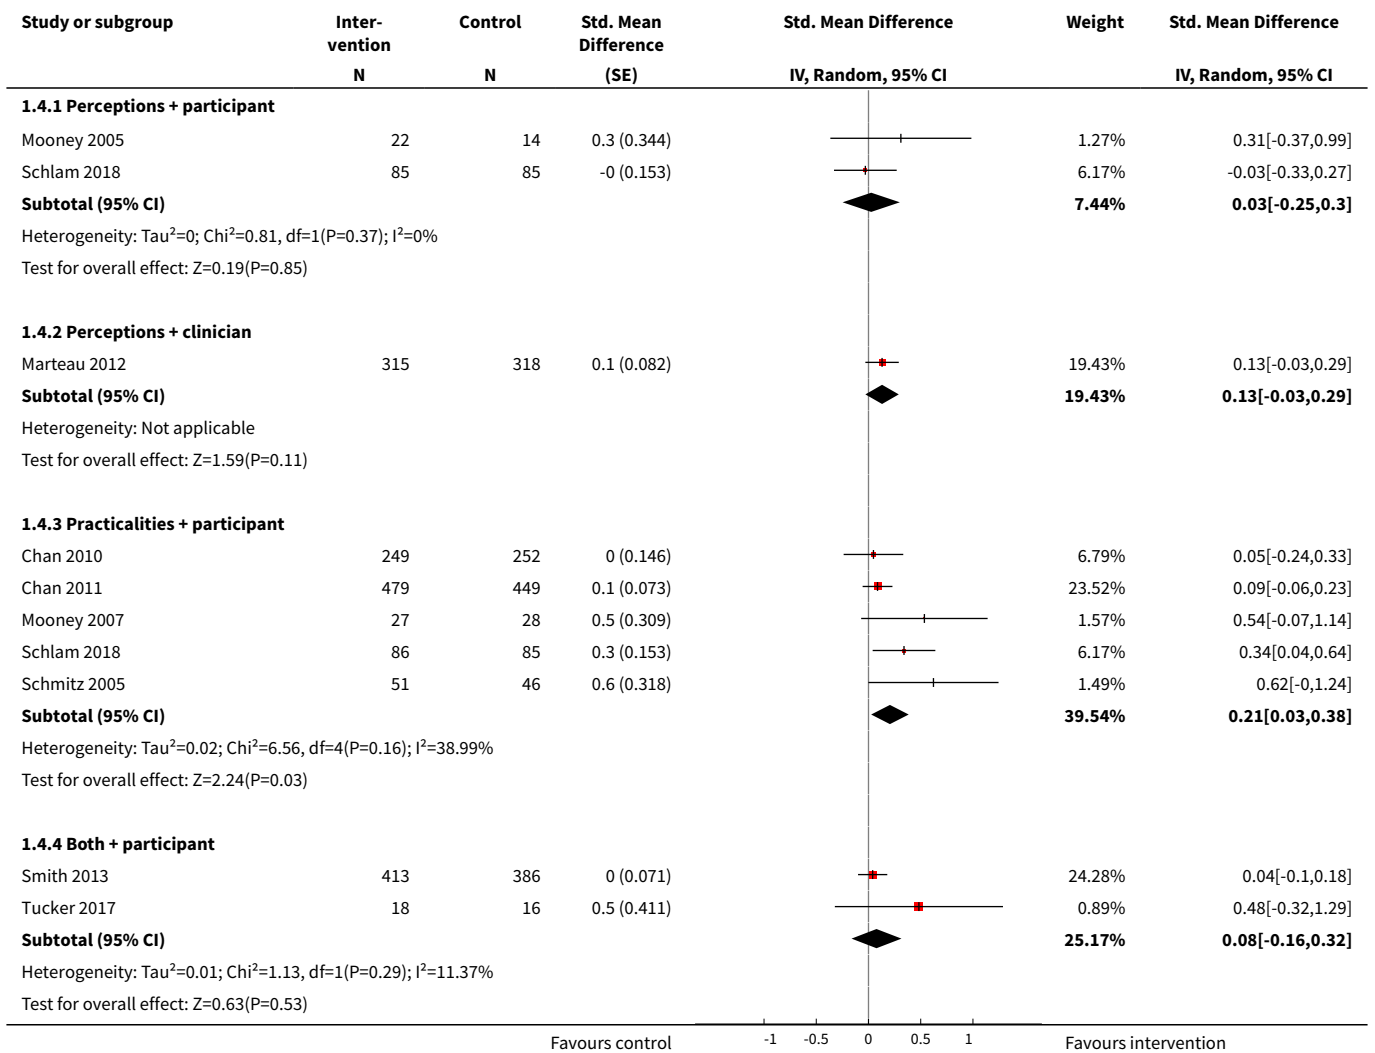 Study or subgroup Inter- Control Std. Mean Std. Mean Difference Weight Std. Mean Difference
vention Difference
N N (SE) IV, Random, 95% CI IV, Random, 95% CI
1.4.1 Perceptions + participant
Mooney 2005 22 14 0.3 (0.344) 1.27% 0.31[-0.37,0.99]
Schlam 2018 85 85 -0 (0.153) 6.17% -0.03[-0.33,0.27]
Subtotal (95% CI) 7.44% 0.03[-0.25,0.3]
Heterogeneity: Tau²=0; Chi²=0.81, df=1(P=0.37); I²=0%
Test for overall effect: Z=0.19(P=0.85)
1.4.2 Perceptions + clinician
Marteau 2012 315 318 0.1 (0.082) 19.43% 0.13[-0.03,0.29]
Subtotal (95% CI) 19.43% 0.13[-0.03,0.29]
Heterogeneity: Not applicable
Test for overall effect: Z=1.59(P=0.11)
1.4.3 Practicalities + participant
Chan 2010 249 252 0 (0.146) 6.79% 0.05[-0.24,0.33]
Chan 2011 479 449 0.1 (0.073) 23.52% 0.09[-0.06,0.23]
Mooney 2007 27 28 0.5 (0.309) 1.57% 0.54[-0.07,1.14]
Schlam 2018 86 85 0.3 (0.153) 6.17% 0.34[0.04,0.64]
Schmitz 2005 51 46 0.6 (0.318) 1.49% 0.62[-0,1.24]
Subtotal (95% CI) 39.54% 0.21[0.03,0.38]
Heterogeneity: Tau²=0.02; Chi²=6.56, df=4(P=0.16); I²=38.99%
Test for overall effect: Z=2.24(P=0.03)
1.4.4 Both + participant
Smith 2013 413 386 0 (0.071) 24.28% 0.04[-0.1,0.18]
Tucker 2017 18 16 0.5 (0.411) 0.89% 0.48[-0.32,1.29]
Subtotal (95% CI) 25.17% 0.08[-0.16,0.32]
Heterogeneity: Tau²=0.01; Chi²=1.13, df=1(P=0.29); I²=11.37%
Test for overall effect: Z=0.63(P=0.53)
Favours control -1 -0.5 0 0.5 1 Favours intervention